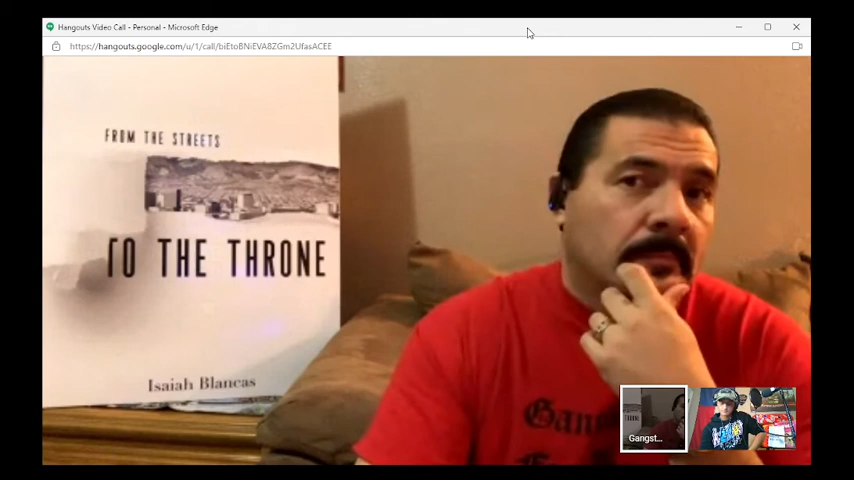 Hangouts Video Call - Personal - Microsoft Edge
https://hangouts.google.com/u/1/call/biEtoBNiEVA8ZGm2UfasACEE
FROM THE STREETS
TO THE THRONE
Isaiah Blancas
Gangst...